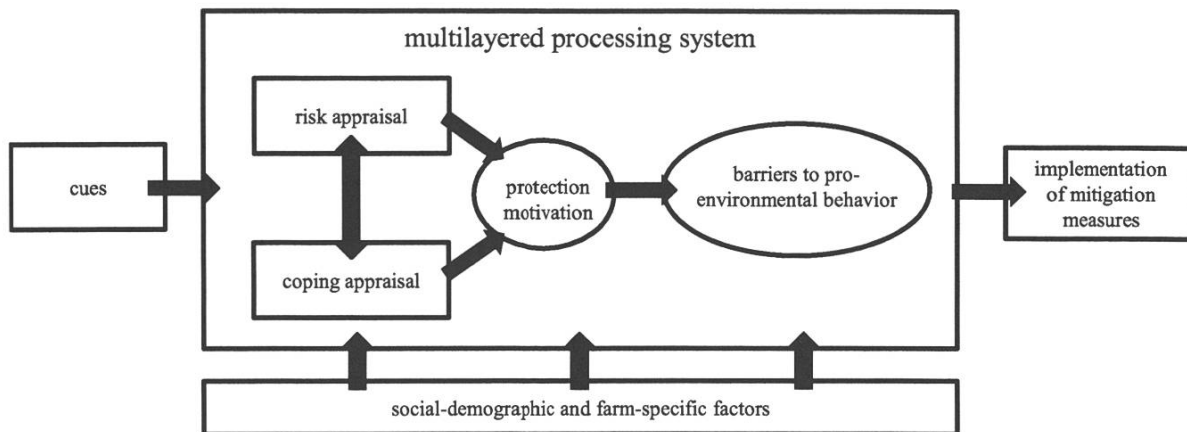 multilayered processing system
risk appraisal
cues
protection
motivation
barriers to pro-
environmental behavior
implementation
of mitigation
measures
coping appraisal
social-demographic and farm-specific factors